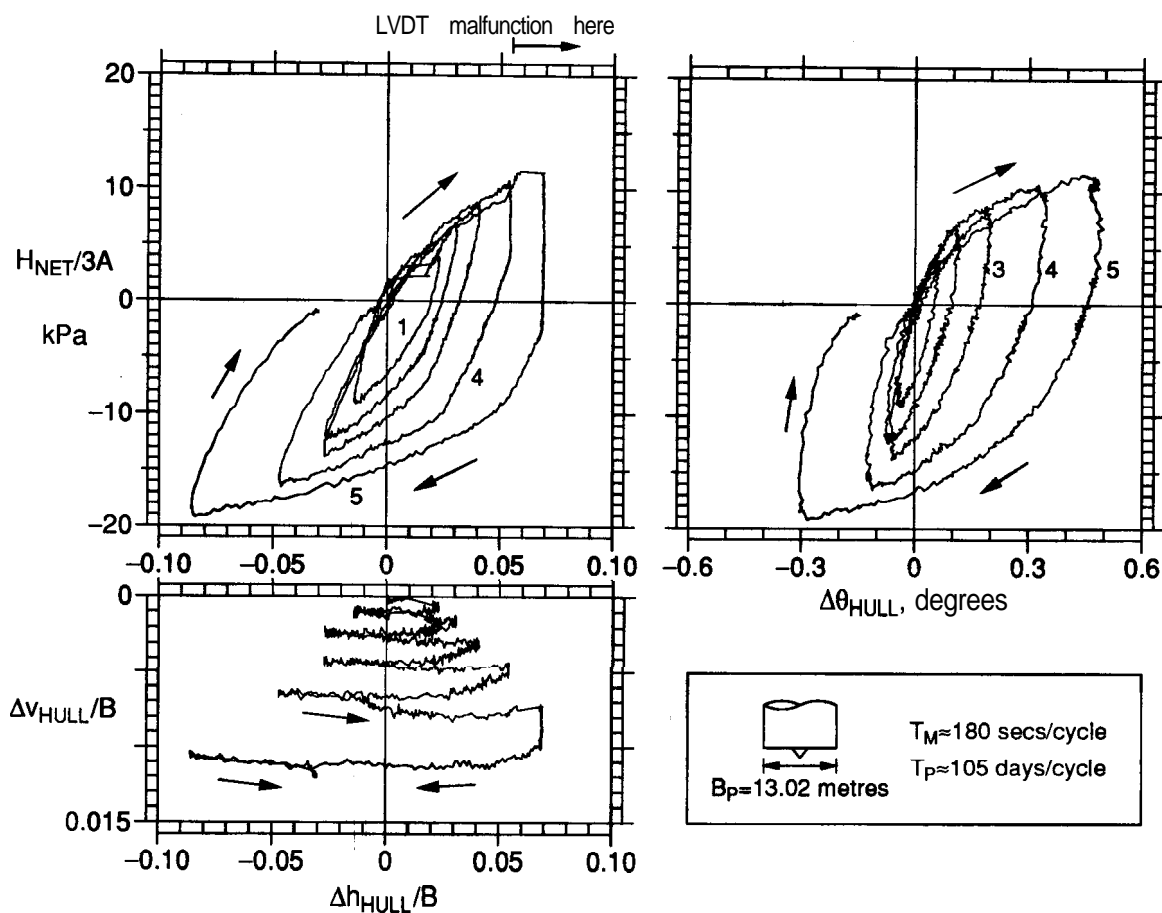 LVDT malfunction here
20
10
0
−10
−20
H_NET/3A
kPa
1
4
5
−0.10 −0.05 0 0.05 0.10
3 4 5
−0.6 −0.3 0 0.3 0.6
Δθ_HULL, degrees
0
Δv_HULL/B
0.015
−0.10 −0.05 0 0.05 0.10
Δh_HULL/B
B_P=13.02 metres
T_M≈180 secs/cycle
T_P≈105 days/cycle